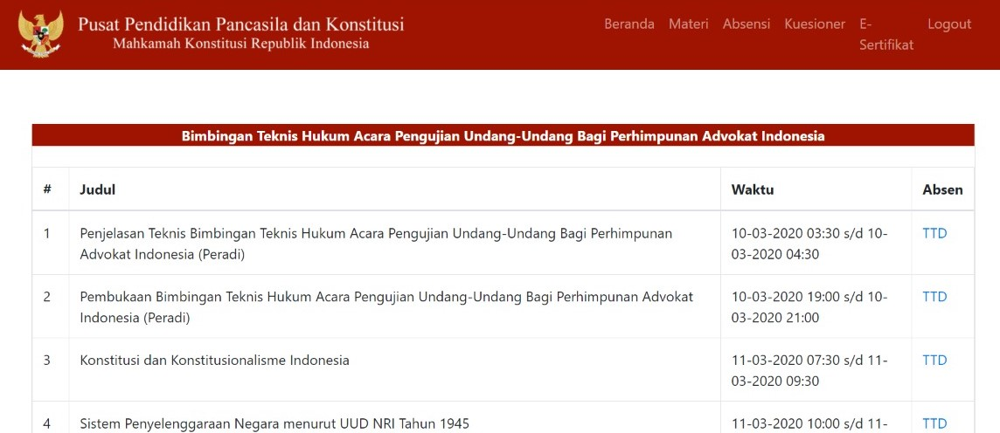 Pusat Pendidikan Pancasila dan Konstitusi
Mahkamah Konstitusi Republik Indonesia
Beranda Materi Absensi Kuesioner E-
Sertifikat Logout
Bimbingan Teknis Hukum Acara Pengujian Undang-Undang Bagi Perhimpunan Advokat Indonesia
# Judul Waktu Absen
1 Penjelasan Teknis Bimbingan Teknis Hukum Acara Pengujian Undang-Undang Bagi Perhimpunan 10-03-2020 03:30 s/d 10- TTD
Advokat Indonesia (Peradi) 03-2020 04:30
2 Pembukaan Bimbingan Teknis Hukum Acara Pengujian Undang-Undang Bagi Perhimpunan Advokat 10-03-2020 19:00 s/d 10- TTD
Indonesia (Peradi) 03-2020 21:00
3 Konstitusi dan Konstitusionalisme Indonesia 11-03-2020 07:30 s/d 11- TTD
03-2020 09:30
4 Sistem Penyelenggaraan Negara menurut UUD NRI Tahun 1945 11-03-2020 10:00 s/d 11- TTD